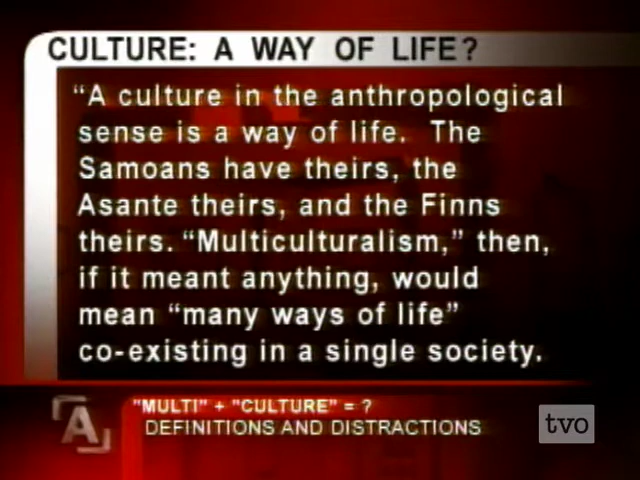 CULTURE: A WAY OF LIFE?
“A culture in the anthropological
sense is a way of life. The
Samoans have theirs, the
Asante theirs, and the Finns
theirs. “Multiculturalism,” then,
if it meant anything, would
mean “many ways of life”
co-existing in a single society.
"MULTI" + "CULTURE" = ?
DEFINITIONS AND DISTRACTIONS
A
tvo